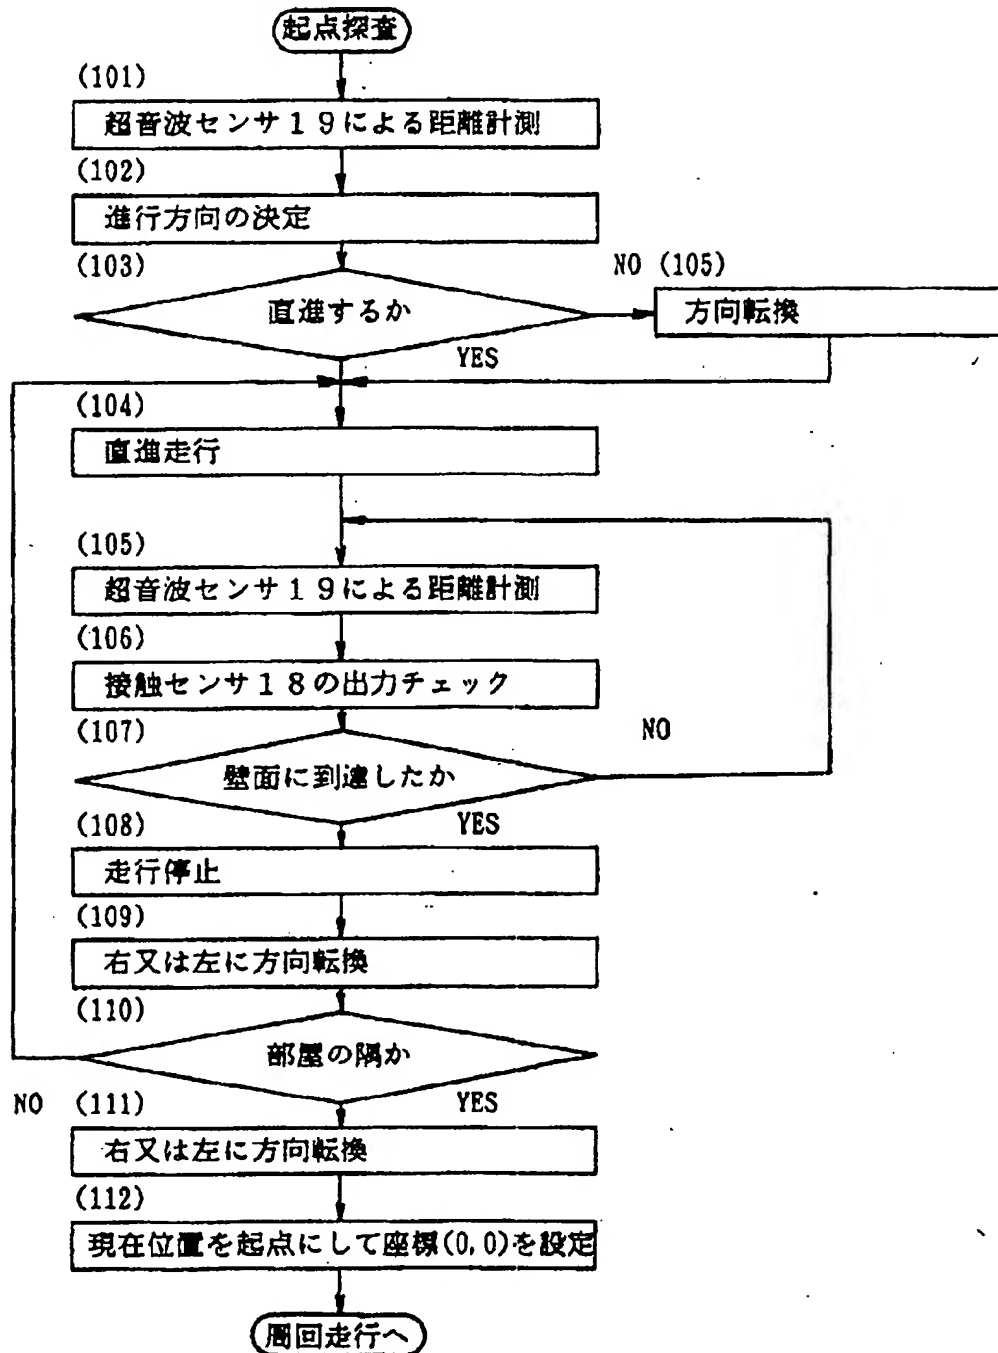 起点探査
(101)
超音波センサ19による距離計測
(102)
進行方向の決定
(103)
直進するか
NO (105)
方向転換
YES
(104)
直進走行
(105)
超音波センサ19による距離計測
(106)
接触センサ18の出力チェック
(107)
壁面に到達したか
NO
(108)
YES
走行停止
(109)
右又は左に方向転換
(110)
部屋の隅か
NO (111)
YES
右又は左に方向転換
(112)
現在位置を起点にして座標(0,0)を設定
周回走行へ